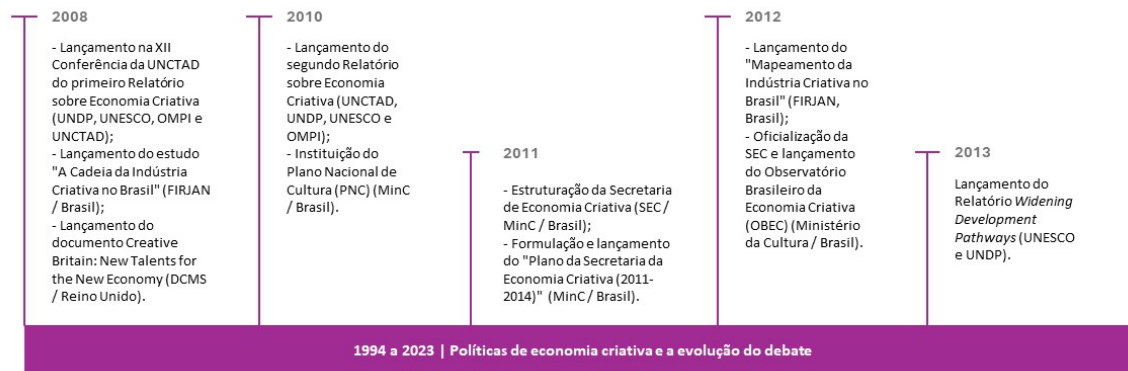 2008
- Lançamento na XII
Conferência da UNCTAD
do primeiro Relatório
sobre Economia Criativa
(UNDP, UNESCO, OMPI e
UNCTAD);
- Lançamento do estudo
"A Cadeia da Indústria
Criativa no Brasil" (FIRJAN
/ Brasil);
- Lançamento do
documento Creative
Britain: New Talents for
the New Economy (DCMS
/ Reino Unido).
2010
- Lançamento do
segundo Relatório
sobre Economia
Criativa (UNCTAD,
UNDP, UNESCO e
OMPI);
- Instituição do
Plano Nacional de
Cultura (PNC) (MinC
/ Brasil).
2011
- Estruturação da Secretaria
de Economia Criativa (SEC /
MinC / Brasil);
- Formulação e lançamento
do "Plano da Secretaria da
Economia Criativa (2011-
2014)" (MinC / Brasil).
2012
- Lançamento do
"Mapeamento da
Indústria Criativa no
Brasil" (FIRJAN,
Brasil);
- Oficialização da
SEC e lançamento
do Observatório
Brasileiro da
Economia Criativa
(OBEC) (Ministério
da Cultura / Brasil).
2013
Lançamento do
Relatório Widening
Development
Pathways (UNESCO
e UNDP).
1994 a 2023 | Políticas de economia criativa e a evolução do debate